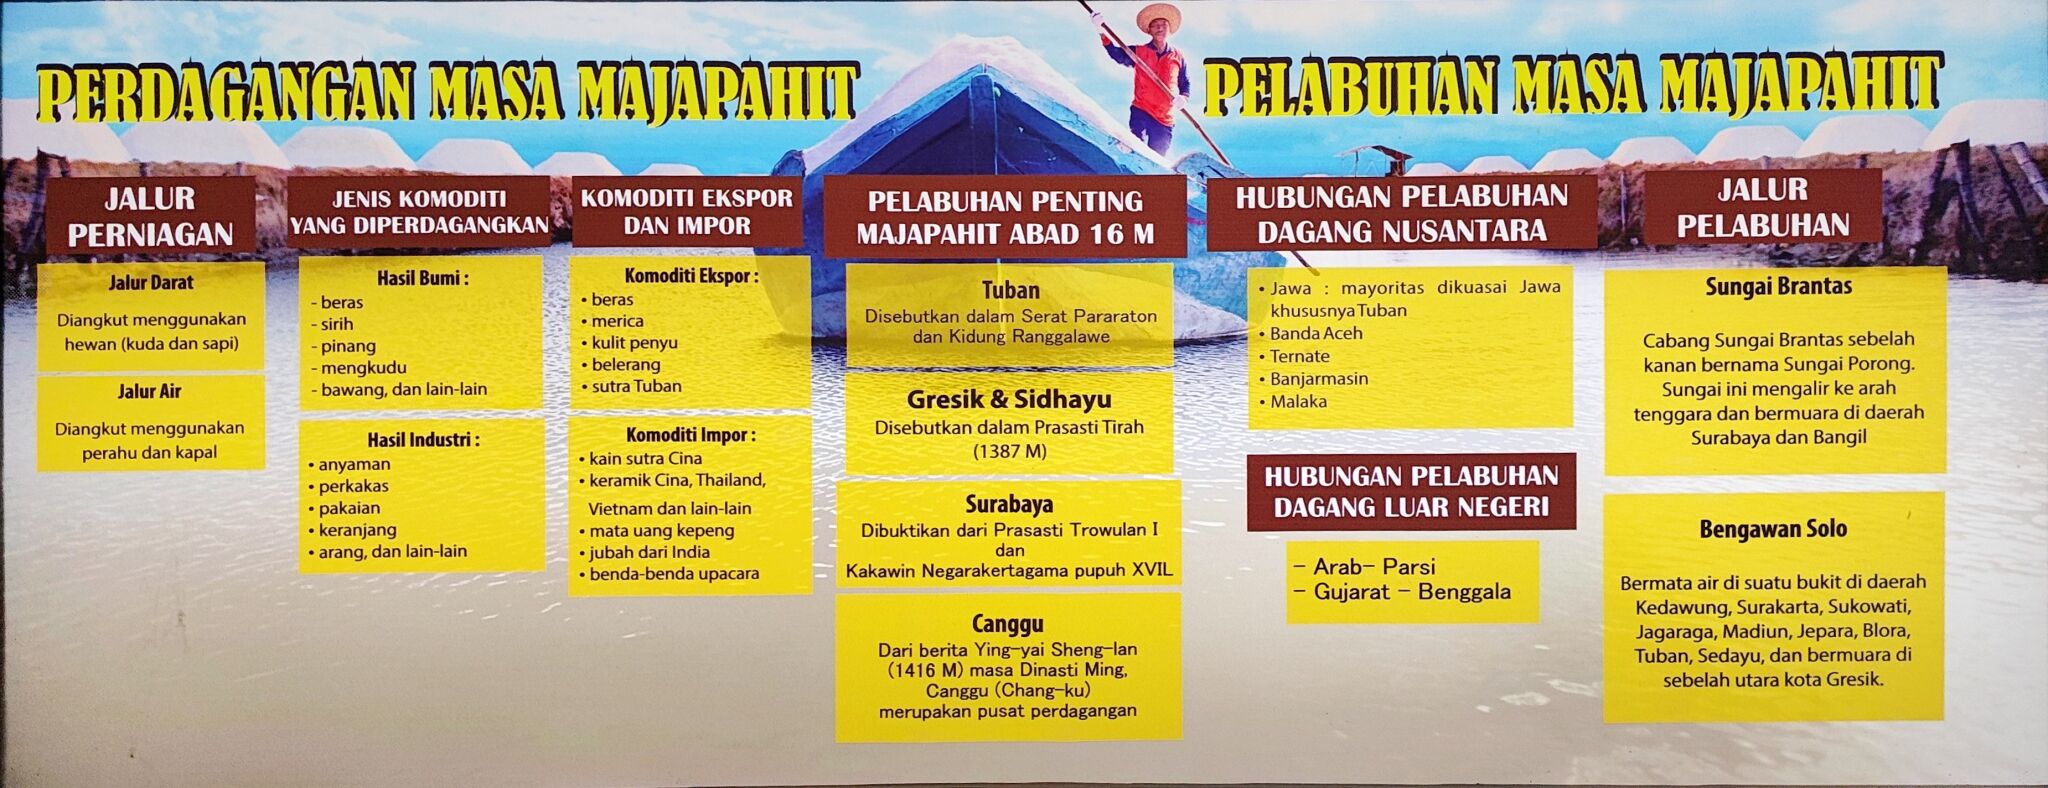 PERDAGANGAN MASA MAJAPAHIT
PELABUHAN MASA MAJAPAHIT
JALUR
PERNIAGAN
Jalur Darat
Diangkut menggunakan
hewan (kuda dan sapi)
Jalur Air
Diangkut menggunakan
perahu dan kapal
JENIS KOMODITI
YANG DIPERDAGANGKAN
Hasil Bumi :
- beras
- sirih
- pinang
- mengkudu
- bawang, dan lain-lain
Hasil Industri :
• anyaman
• perkakas
• pakaian
• keranjang
• arang, dan lain-lain
KOMODITI EKSPOR
DAN IMPOR
Komoditi Ekspor :
• beras
• merica
• kulit penyu
• belerang
• sutra Tuban
Komoditi Impor :
• kain sutra Cina
• keramik Cina, Thailand,
Vietnam dan lain-lain
• mata uang kepeng
• jubah dari India
• benda-benda upacara
PELABUHAN PENTING
MAJAPAHIT ABAD 16 M
Tuban
Disebutkan dalam Serat Pararaton
dan Kidung Ranggalawe
Gresik & Sidhayu
Disebutkan dalam Prasasti Tirah
(1387 M)
Surabaya
Dibuktikan dari Prasasti Trowulan I
dan
Kakawin Negarakertagama pupuh XVIL
Canggu
Dari berita Ying-yai Sheng-lan
(1416 M) masa Dinasti Ming,
Canggu (Chang-ku)
merupakan pusat perdagangan
HUBUNGAN PELABUHAN
DAGANG NUSANTARA
• Jawa : mayoritas dikuasai Jawa
khususnya Tuban
• Banda Aceh
• Ternate
• Banjarmasin
• Malaka
HUBUNGAN PELABUHAN
DAGANG LUAR NEGERI
- Arab- Parsi
- Gujarat - Benggala
JALUR
PELABUHAN
Sungai Brantas
Cabang Sungai Brantas sebelah
kanan bernama Sungai Porong.
Sungai ini mengalir ke arah
tenggara dan bermuara di daerah
Surabaya dan Bangil
Bengawan Solo
Bermata air di suatu bukit di daerah
Kedawung, Surakarta, Sukowati,
Jagaraga, Madiun, Jepara, Blora,
Tuban, Sedayu, dan bermuara di
sebelah utara kota Gresik.